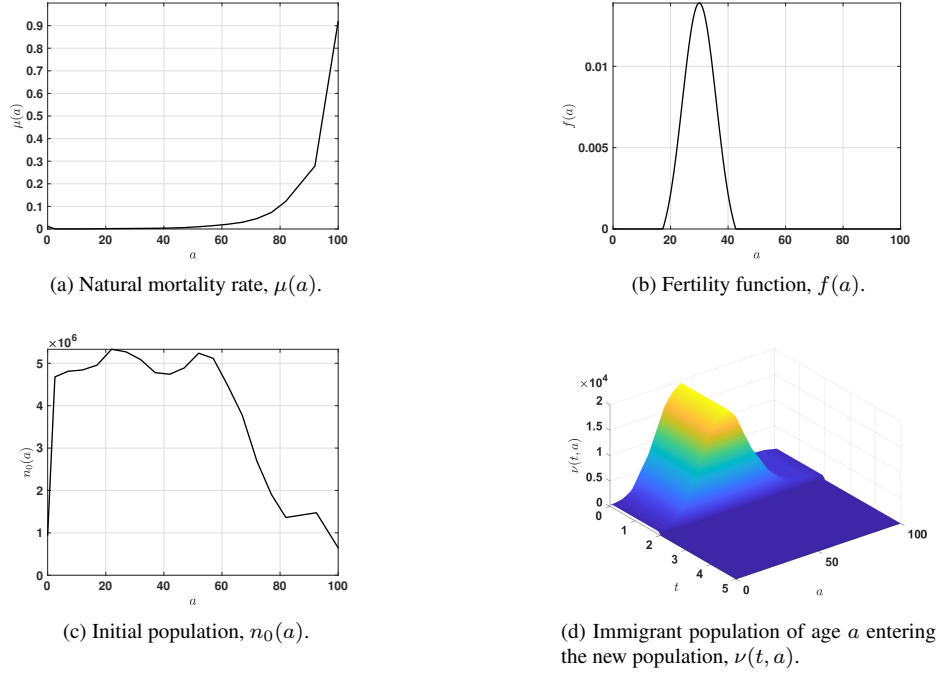 0.9
0.8
0.7
0.6
0.5
0.4
0.3
0.2
0.1
0
0 20 40 60 80 100
μ(a)
a
(a) Natural mortality rate, μ(a).
0.01
0.005
0
0 20 40 60 80 100
f(a)
a
(b) Fertility function, f(a).
×10⁶
5
4
3
2
1
0
0 20 40 60 80 100
n₀(a)
a
(c) Initial population, n₀(a).
×10⁴
2
1.5
1
0.5
0
ν(t, a)
0 1 2 3 4 5
t
0 50 100
a
(d) Immigrant population of age a entering
the new population, ν(t, a).